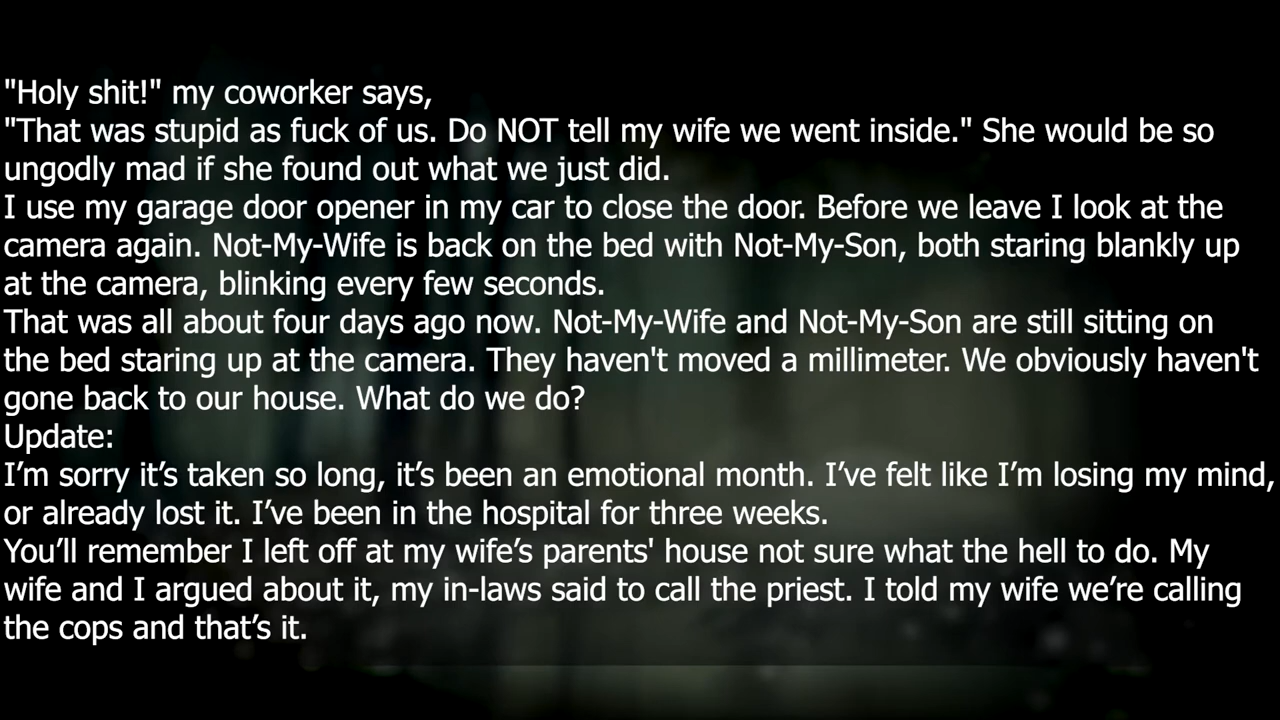 "Holy shit!" my coworker says,
"That was stupid as fuck of us. Do NOT tell my wife we went inside." She would be so
ungodly mad if she found out what we just did.
I use my garage door opener in my car to close the door. Before we leave I look at the
camera again. Not-My-Wife is back on the bed with Not-My-Son, both staring blankly up
at the camera, blinking every few seconds.
That was all about four days ago now. Not-My-Wife and Not-My-Son are still sitting on
the bed staring up at the camera. They haven't moved a millimeter. We obviously haven't
gone back to our house. What do we do?
Update:
I’m sorry it’s taken so long, it’s been an emotional month. I’ve felt like I’m losing my mind,
or already lost it. I’ve been in the hospital for three weeks.
You’ll remember I left off at my wife’s parents' house not sure what the hell to do. My
wife and I argued about it, my in-laws said to call the priest. I told my wife we’re calling
the cops and that’s it.